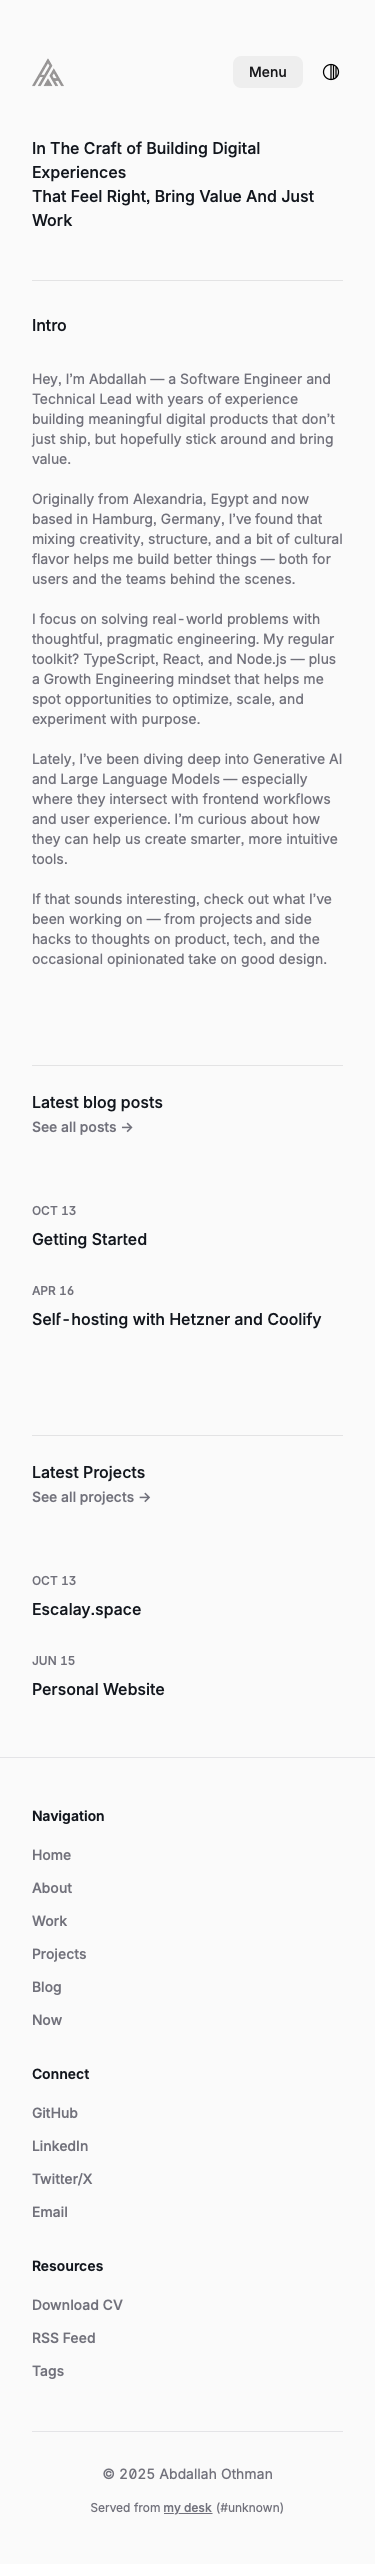 Menu
In The Craft of Building Digital
Experiences
That Feel Right, Bring Value And Just
Work
Intro
Hey, I'm Abdallah — a Software Engineer and
Technical Lead with years of experience
building meaningful digital products that don't
just ship, but hopefully stick around and bring
value.
Originally from Alexandria, Egypt and now
based in Hamburg, Germany, I've found that
mixing creativity, structure, and a bit of cultural
flavor helps me build better things — both for
users and the teams behind the scenes.
I focus on solving real-world problems with
thoughtful, pragmatic engineering. My regular
toolkit? TypeScript, React, and Node.js — plus
a Growth Engineering mindset that helps me
spot opportunities to optimize, scale, and
experiment with purpose.
Lately, I've been diving deep into Generative AI
and Large Language Models — especially
where they intersect with frontend workflows
and user experience. I'm curious about how
they can help us create smarter, more intuitive
tools.
If that sounds interesting, check out what I've
been working on — from projects and side
hacks to thoughts on product, tech, and the
occasional opinionated take on good design.
Latest blog posts
See all posts →
OCT 13
Getting Started
APR 16
Self-hosting with Hetzner and Coolify
Latest Projects
See all projects →
OCT 13
Escalay.space
JUN 15
Personal Website
Navigation
Home
About
Work
Projects
Blog
Now
Connect
GitHub
LinkedIn
Twitter/X
Email
Resources
Download CV
RSS Feed
Tags
© 2025 Abdallah Othman
Served from my desk (#unknown)